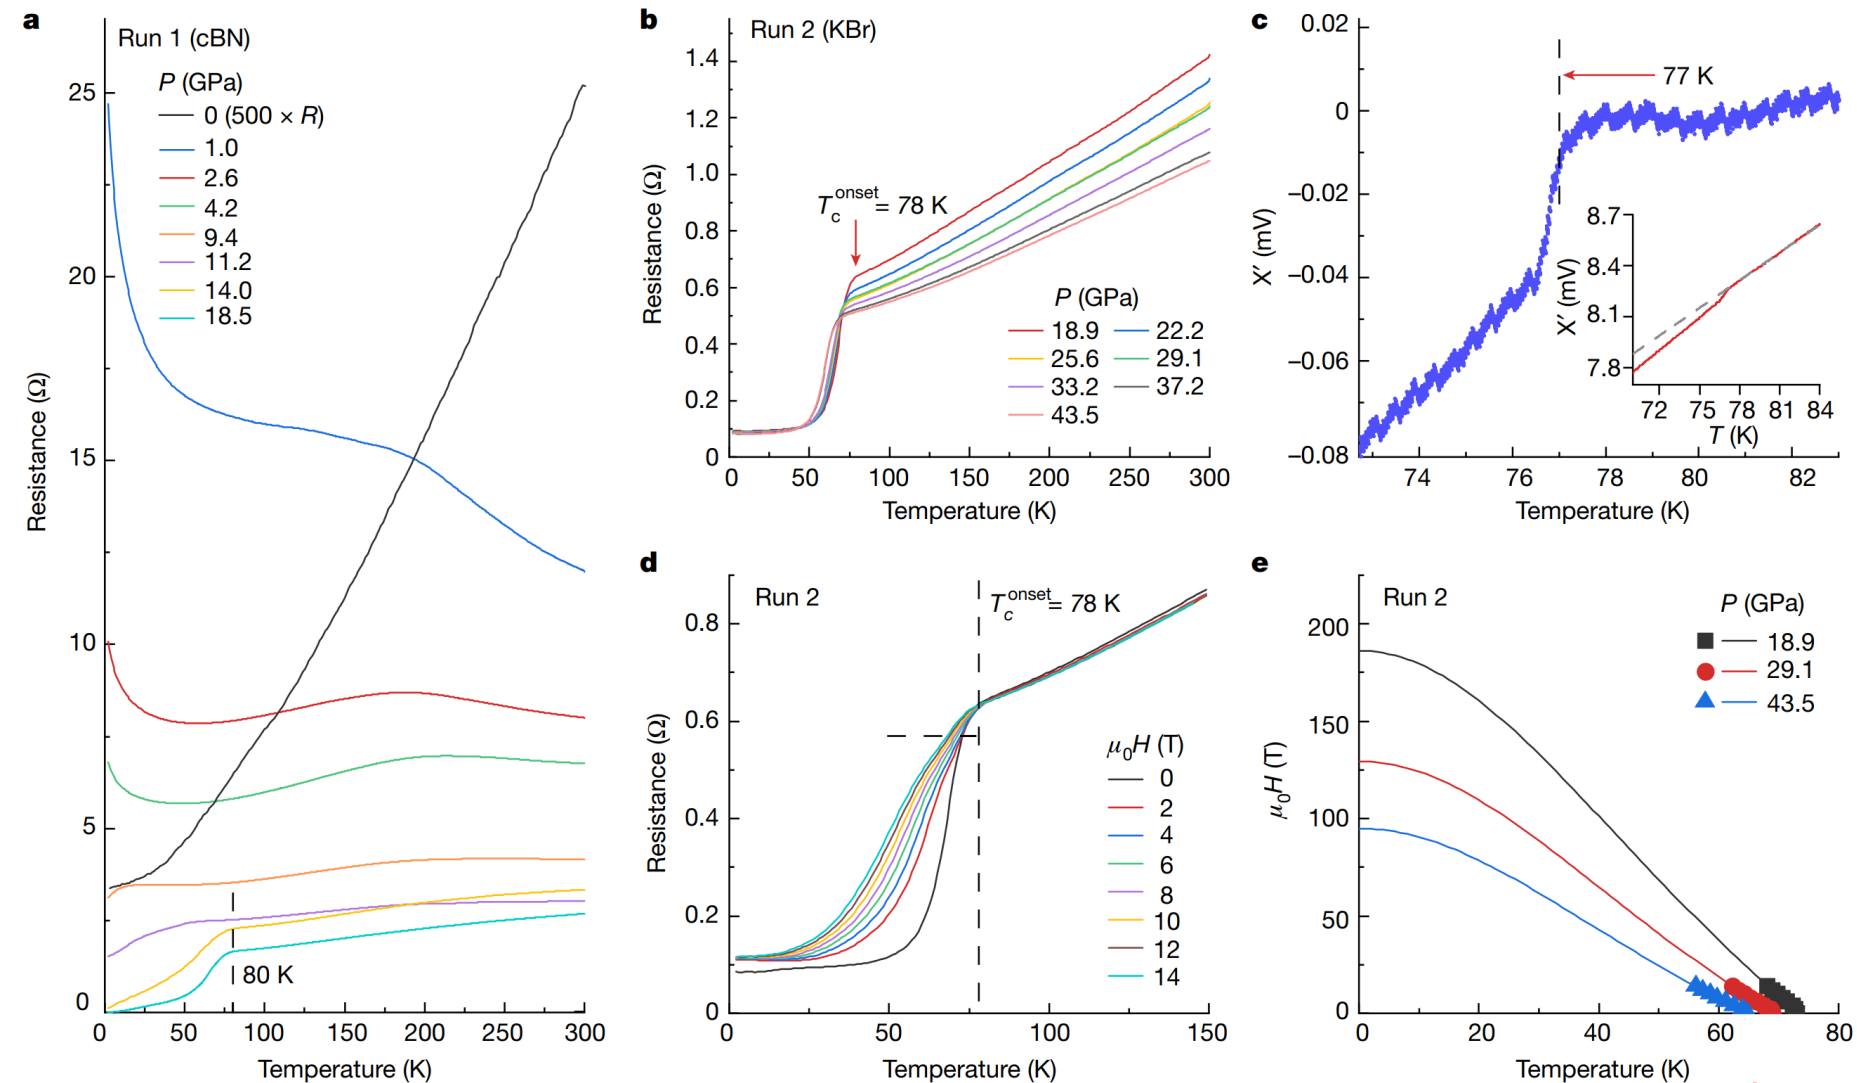 a
Run 1 (cBN)
P (GPa)
0 (500 × R)
1.0
2.6
4.2
9.4
11.2
14.0
18.5
25
20
15
10
5
0
80 K
0 50 100 150 200 250 300
Resistance (Ω)
Temperature (K)
b
Run 2 (KBr)
1.4
1.2
1.0
0.8
0.6
0.4
0.2
0
T_c^onset = 78 K
P (GPa)
18.9 22.2
25.6 29.1
33.2 37.2
43.5
0 50 100 150 200 250 300
Resistance (Ω)
Temperature (K)
c
0.02
0
−0.02
−0.04
−0.06
−0.08
77 K
X′ (mV)
8.7
8.4
8.1
7.8
X′ (mV)
72 75 78 81 84
T (K)
74 76 78 80 82
Temperature (K)
d
Run 2
T_c^onset = 78 K
0.8
0.6
0.4
0.2
0
μ₀H (T)
0
2
4
6
8
10
12
14
0 50 100 150
Resistance (Ω)
Temperature (K)
e
Run 2
P (GPa)
18.9
29.1
43.5
200
150
100
50
0
μ₀H (T)
0 20 40 60 80
Temperature (K)